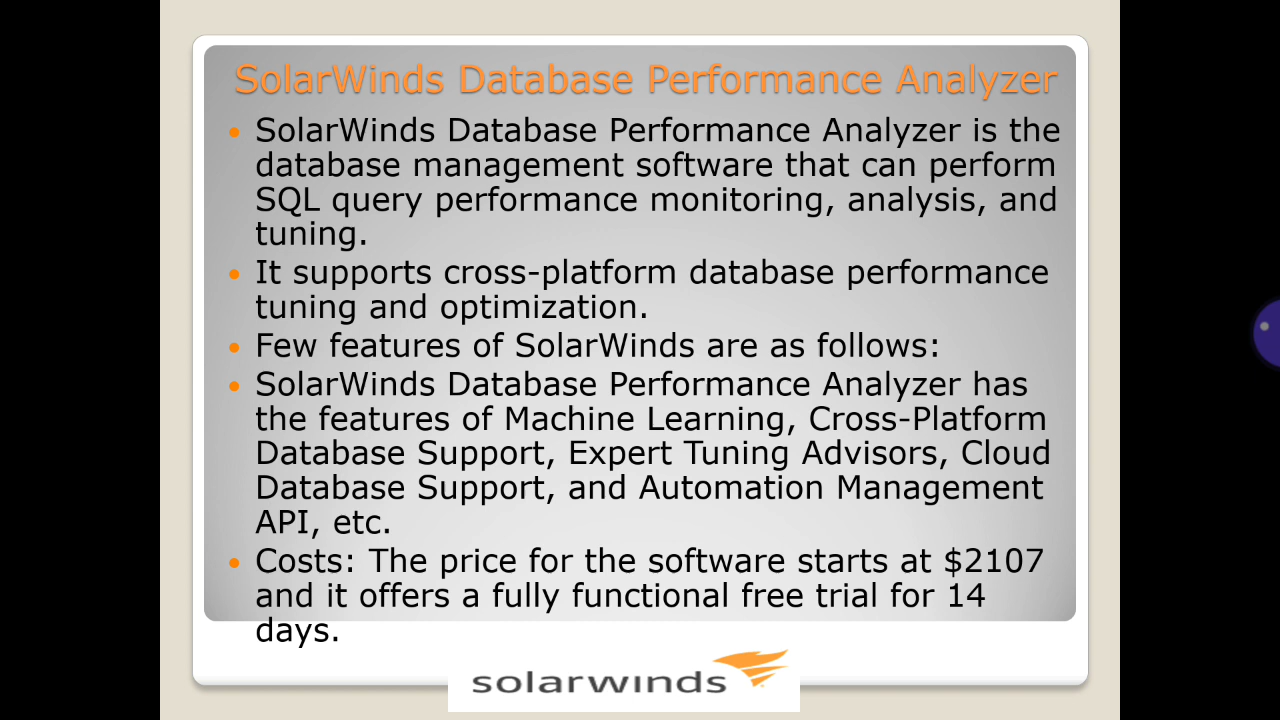 SolarWinds Database Performance Analyzer
• SolarWinds Database Performance Analyzer is the
database management software that can perform
SQL query performance monitoring, analysis, and
tuning.
• It supports cross-platform database performance
tuning and optimization.
• Few features of SolarWinds are as follows:
• SolarWinds Database Performance Analyzer has
the features of Machine Learning, Cross-Platform
Database Support, Expert Tuning Advisors, Cloud
Database Support, and Automation Management
API, etc.
• Costs: The price for the software starts at $2107
and it offers a fully functional free trial for 14
days.
solarwinds